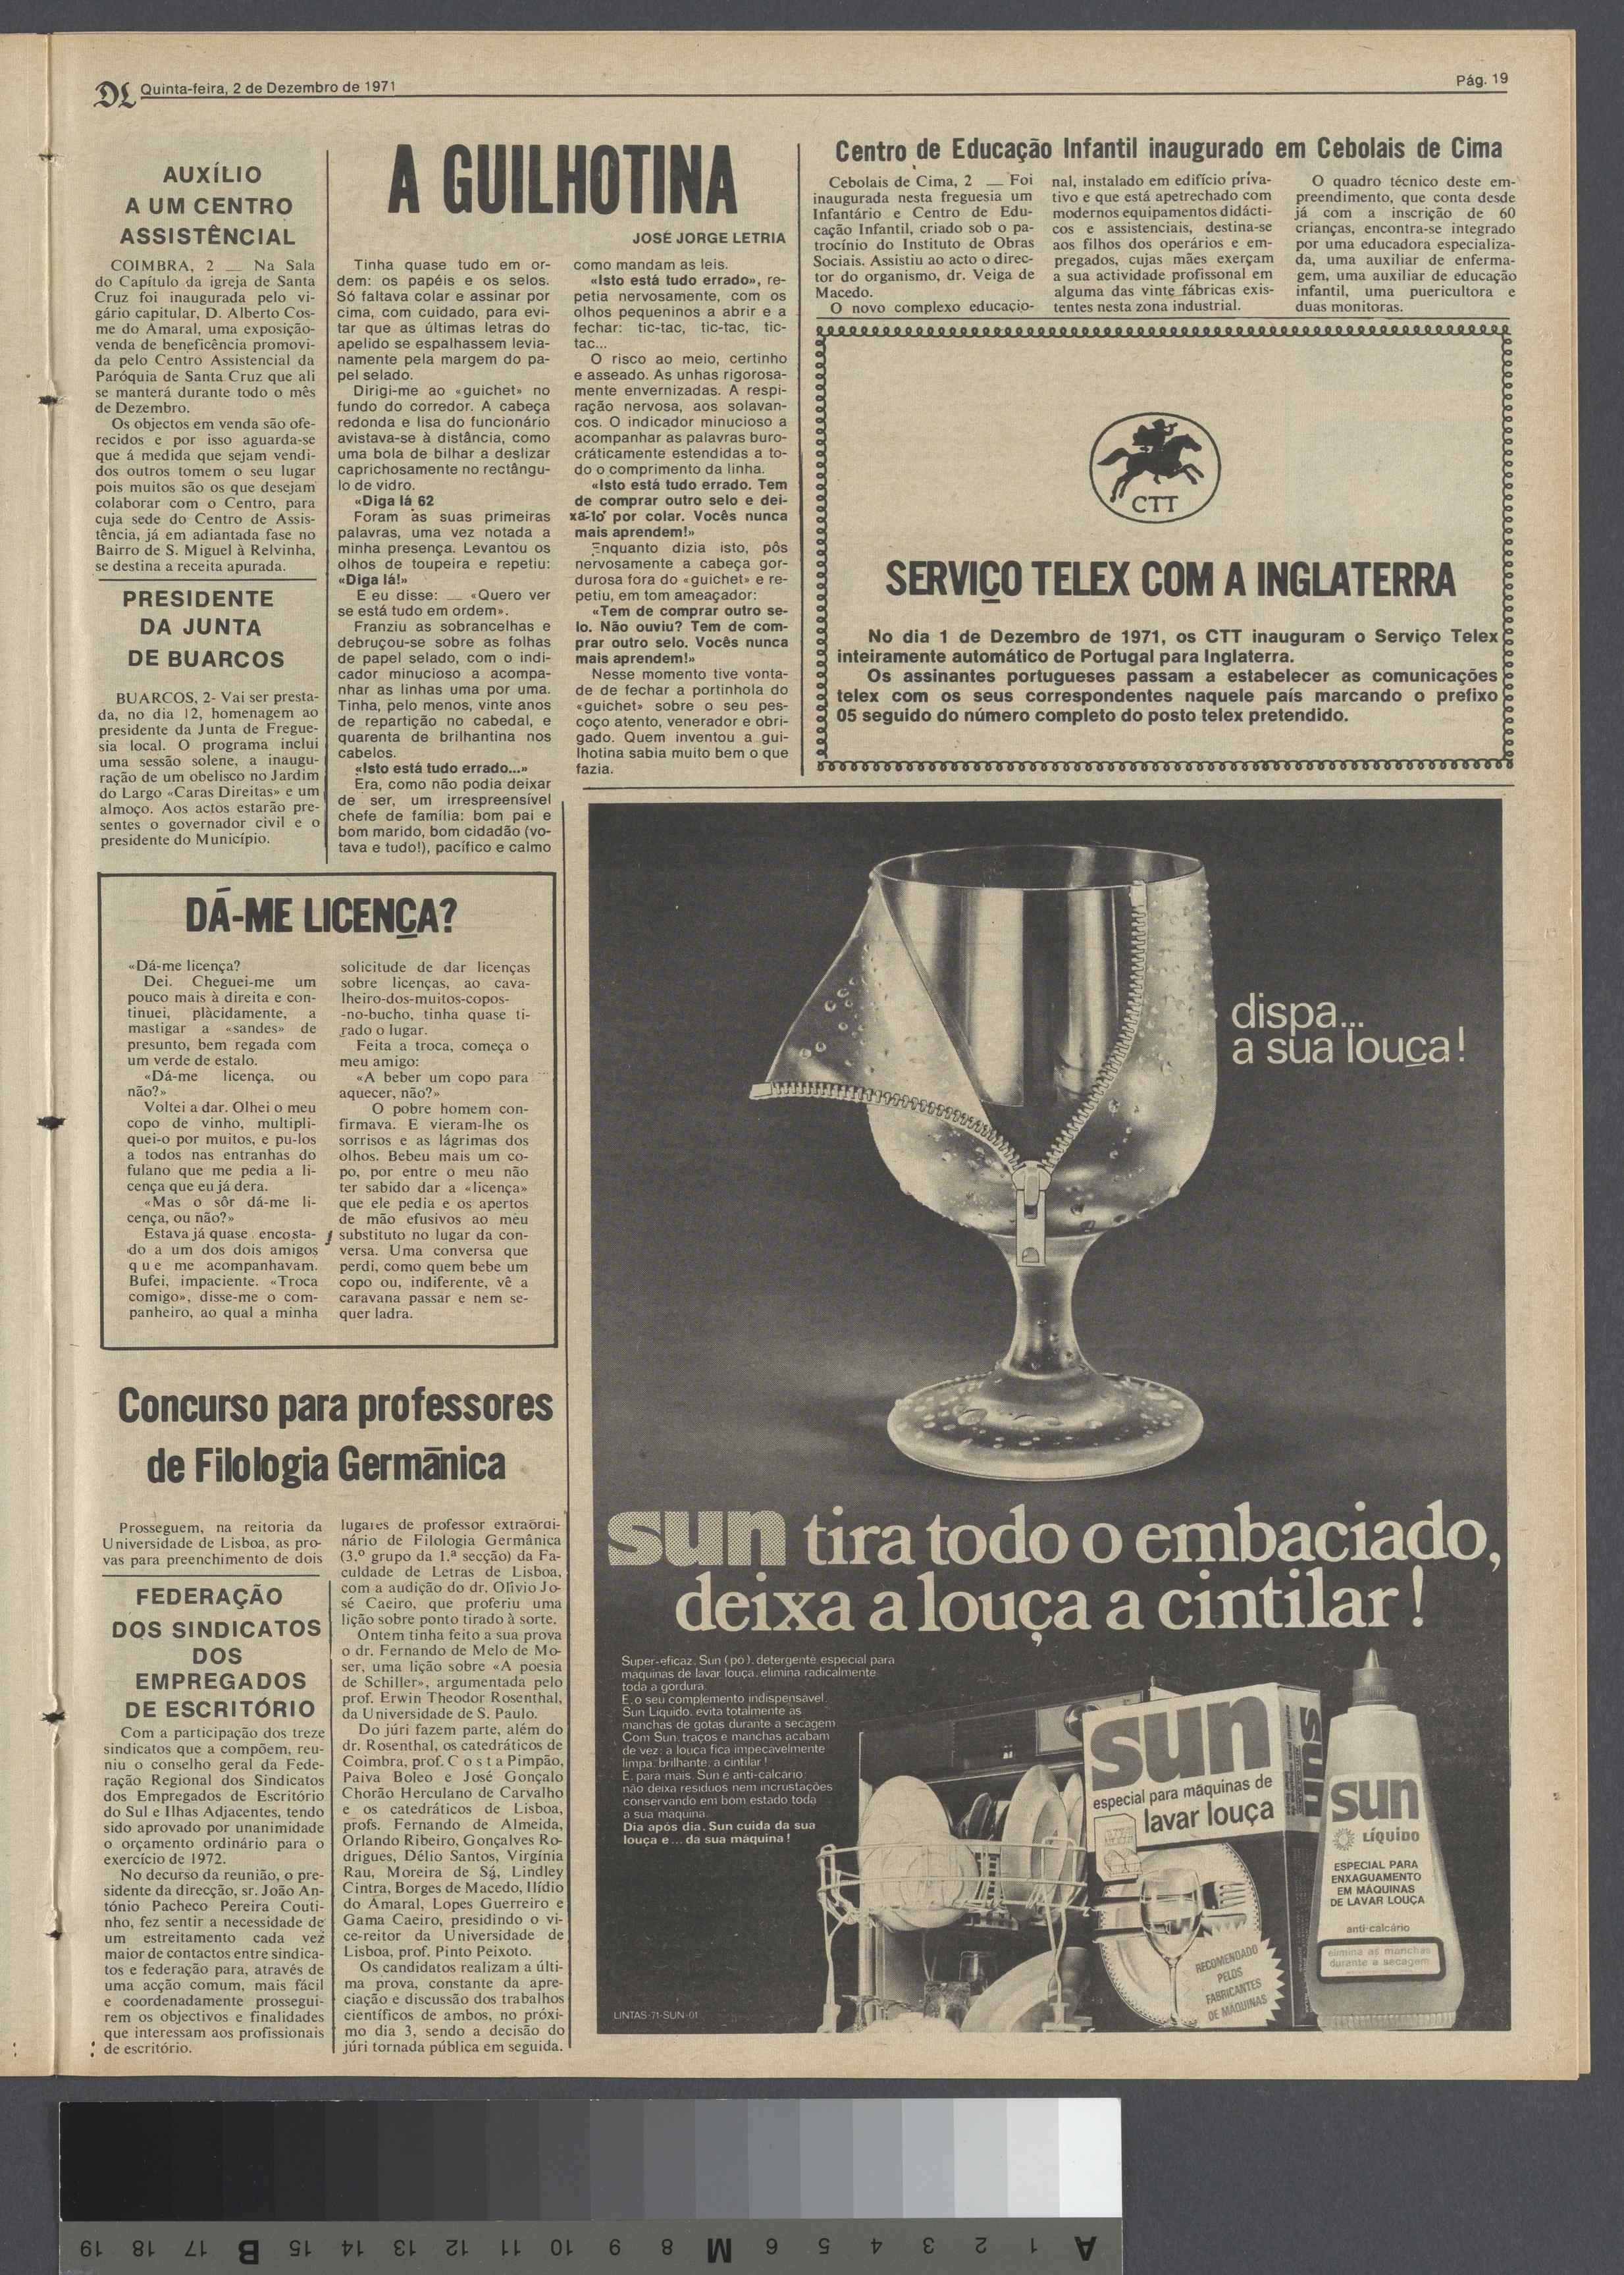 DL Quinta-feira, 2 de Dezembro de 1971
Pág. 19
AUXÍLIO
A UM CENTRO
ASSISTÊNCIAL
COIMBRA, 2 — Na Sala
do Capítulo da igreja de Santa
Cruz foi inaugurada pelo vi-
gário capitular, D. Alberto Cos-
me do Amaral, uma exposição-
venda de beneficência promovi-
da pelo Centro Assistencial da
Paróquia de Santa Cruz que ali
se manterá durante todo o mês
de Dezembro.
Os objectos em venda são ofe-
recidos e por isso aguarda-se
que á medida que sejam vendi-
dos outros tomem o seu lugar
pois muitos são os que desejam
colaborar com o Centro, para
cuja sede do Centro de Assis-
tência, já em adiantada fase no
Bairro de S. Miguel à Relvinha,
se destina a receita apurada.
PRESIDENTE
DA JUNTA
DE BUARCOS
BUARCOS, 2- Vai ser presta-
da, no dia 12, homenagem ao
presidente da Junta de Fregue-
sia local. O programa inclui
uma sessão solene, a inaugu-
ração de um obelisco no Jardim
do Largo «Caras Direitas» e um
almoço. Aos actos estarão pre-
sentes o governador civil e o
presidente do Município.
A GUILHOTINA
JOSÉ JORGE LETRIA
Tinha quase tudo em or-
dem: os papéis e os selos.
Só faltava colar e assinar por
cima, com cuidado, para evi-
tar que as últimas letras do
apelido se espalhassem levia-
namente pela margem do pa-
pel selado.
Dirigi-me ao «guichet» no
fundo do corredor. A cabeça
redonda e lisa do funcionário
avistava-se à distância, como
uma bola de bilhar a deslizar
caprichosamente no rectângu-
lo de vidro.
«Diga lá 62
Foram as suas primeiras
palavras, uma vez notada a
minha presença. Levantou os
olhos de toupeira e repetiu:
«Diga lá!»
E eu disse: — «Quero ver
se está tudo em ordem».
Franziu as sobrancelhas e
debruçou-se sobre as folhas
de papel selado, com o indi-
cador minucioso a acompa-
nhar as linhas uma por uma.
Tinha, pelo menos, vinte anos
de repartição no cabedal, e
quarenta de brilhantina nos
cabelos.
«Isto está tudo errado...»
Era, como não podia deixar
de ser, um irrespreensível
chefe de família: bom pai e
bom marido, bom cidadão (vo-
tava e tudo!), pacífico e calmo
como mandam as leis.
«Isto está tudo errado», re-
petia nervosamente, com os
olhos pequeninos a abrir e a
fechar: tic-tac, tic-tac, tic-
tac...
O risco ao meio, certinho
e asseado. As unhas rigorosa-
mente envernizadas. A respi-
ração nervosa, aos solavan-
cos. O indicador minucioso a
acompanhar as palavras buro-
cráticamente estendidas a to-
do o comprimento da linha.
«Isto está tudo errado. Tem
de comprar outro selo e dei-
xá-lo por colar. Vocês nunca
mais aprendem!»
Enquanto dizia isto, pôs
nervosamente a cabeça gor-
durosa fora do «guichet» e re-
petiu, em tom ameaçador:
«Tem de comprar outro se-
lo. Não ouviu? Tem de com-
prar outro selo. Vocês nunca
mais aprendem!»
Nesse momento tive vonta-
de de fechar a portinhola do
«guichet» sobre o seu pes-
coço atento, venerador e obri-
gado. Quem inventou a gui-
lhotina sabia muito bem o que
fazia.
Centro de Educação Infantil inaugurado em Cebolais de Cima
Cebolais de Cima, 2 — Foi
inaugurada nesta freguesia um
Infantário e Centro de Edu-
cação Infantil, criado sob o pa-
trocínio do Instituto de Obras
Sociais. Assistiu ao acto o direc-
tor do organismo, dr. Veiga de
Macedo.
O novo complexo educacio-
nal, instalado em edifício priva-
tivo e que está apetrechado com
modernos equipamentos didácti-
cos e assistenciais, destina-se
aos filhos dos operários e em-
pregados, cujas mães exerçam
a sua actividade profissonal em
alguma das vinte fábricas exis-
tentes nesta zona industrial.
O quadro técnico deste em-
preendimento, que conta desde
já com a inscrição de 60
crianças, encontra-se integrado
por uma educadora especializa-
da, uma auxiliar de enferma-
gem, uma auxiliar de educação
infantil, uma puericultora e
duas monitoras.
CTT
SERVIÇO TELEX COM A INGLATERRA
No dia 1 de Dezembro de 1971, os CTT inauguram o Serviço Telex
inteiramente automático de Portugal para Inglaterra.
Os assinantes portugueses passam a estabelecer as comunicações
telex com os seus correspondentes naquele país marcando o prefixo
05 seguido do número completo do posto telex pretendido.
DÁ-ME LICENÇA?
«Dá-me licença?
Dei. Cheguei-me um
pouco mais à direita e con-
tinuei, plàcidamente, a
mastigar a «sandes» de
presunto, bem regada com
um verde de estalo.
«Dá-me licença, ou
não?»
Voltei a dar. Olhei o meu
copo de vinho, multipli-
quei-o por muitos, e pu-los
a todos nas entranhas do
fulano que me pedia a li-
cença que eu já dera.
«Mas o sôr dá-me li-
cença, ou não?»
Estava já quase encosta-
do a um dos dois amigos
que me acompanhavam.
Bufei, impaciente. «Troca
comigo», disse-me o com-
panheiro, ao qual a minha
solicitude de dar licenças
sobre licenças, ao cava-
lheiro-dos-muitos-copos-
-no-bucho, tinha quase ti-
rado o lugar.
Feita a troca, começa o
meu amigo:
«A beber um copo para
aquecer, não?»
O pobre homem con-
firmava. E vieram-lhe os
sorrisos e as lágrimas dos
olhos. Bebeu mais um co-
po, por entre o meu não
ter sabido dar a «licença»
que ele pedia e os apertos
de mão efusivos ao meu
substituto no lugar da con-
versa. Uma conversa que
perdi, como quem bebe um
copo ou, indiferente, vê a
caravana passar e nem se-
quer ladra.
Concurso para professores
de Filologia Germânica
Prosseguem, na reitoria da
Universidade de Lisboa, as pro-
vas para preenchimento de dois
lugares de professor extraordi-
nário de Filologia Germânica
(3.º grupo da 1.ª secção) da Fa-
culdade de Letras de Lisboa,
com a audição do dr. Olívio Jo-
sé Caeiro, que proferiu uma
lição sobre ponto tirado à sorte.
Ontem tinha feito a sua prova
o dr. Fernando de Melo de Mo-
ser, uma lição sobre «A poesia
de Schiller», argumentada pelo
prof. Erwin Theodor Rosenthal,
da Universidade de S. Paulo.
Do júri fazem parte, além do
dr. Rosenthal, os catedráticos de
Coimbra, prof. Costa Pimpão,
Paiva Boleo e José Gonçalo
Chorão Herculano de Carvalho
e os catedráticos de Lisboa,
profs. Fernando de Almeida,
Orlando Ribeiro, Gonçalves Ro-
drigues, Délio Santos, Virgínia
Rau, Moreira de Sá, Lindley
Cintra, Borges de Macedo, Ilídio
do Amaral, Lopes Guerreiro e
Gama Caeiro, presidindo o vi-
ce-reitor da Universidade de
Lisboa, prof. Pinto Peixoto.
Os candidatos realizam a últi-
ma prova, constante da apre-
ciação e discussão dos trabalhos
científicos de ambos, no próxi-
mo dia 3, sendo a decisão do
júri tornada pública em seguida.
FEDERAÇÃO
DOS SINDICATOS
DOS
EMPREGADOS
DE ESCRITÓRIO
Com a participação dos treze
sindicatos que a compõem, reu-
niu o conselho geral da Fede-
ração Regional dos Sindicatos
dos Empregados de Escritório
do Sul e Ilhas Adjacentes, tendo
sido aprovado por unanimidade
o orçamento ordinário para o
exercício de 1972.
No decurso da reunião, o pre-
sidente da direcção, sr. João An-
tónio Pacheco Pereira Couti-
nho, fez sentir a necessidade de
um estreitamento cada vez
maior de contactos entre sindica-
tos e federação para, através de
uma acção comum, mais fácil
e coordenadamente prossegui-
rem os objectivos e finalidades
que interessam aos profissionais
de escritório.
dispa...
a sua louça!
sun tira todo o embaciado,
deixa a louça a cintilar!
Super-eficaz, Sun (pó), detergente especial para
maquinas de lavar louça, elimina radicalmente
toda a gordura.
E, o seu complemento indispensavel,
Sun Liquido, evita totalmente as
manchas de gotas durante a secagem.
Com Sun, traços e manchas acabam
de vez: a louça fica impecavelmente
limpa, brilhante, a cintilar!
E, para mais, Sun e anti-calcario:
não deixa residuos nem incrustações
conservando em bom estado toda
a sua maquina.
Dia após dia, Sun cuida da sua
louça e... da sua máquina!
LINTAS-71-SUN-01
sun
especial para máquinas de
lavar louça
sun
RECOMENDADO
PELOS
FABRICANTES
DE MÁQUINAS
sun
LÍQUIDO
ESPECIAL PARA
ENXAGUAMENTO
EM MÁQUINAS
DE LAVAR LOUÇA
anti-calcário
elimina as manchas
durante a secagem
19 18 17 B 15 14 13 12 11 10 9 8 M 6 5 4 3 2 1 A